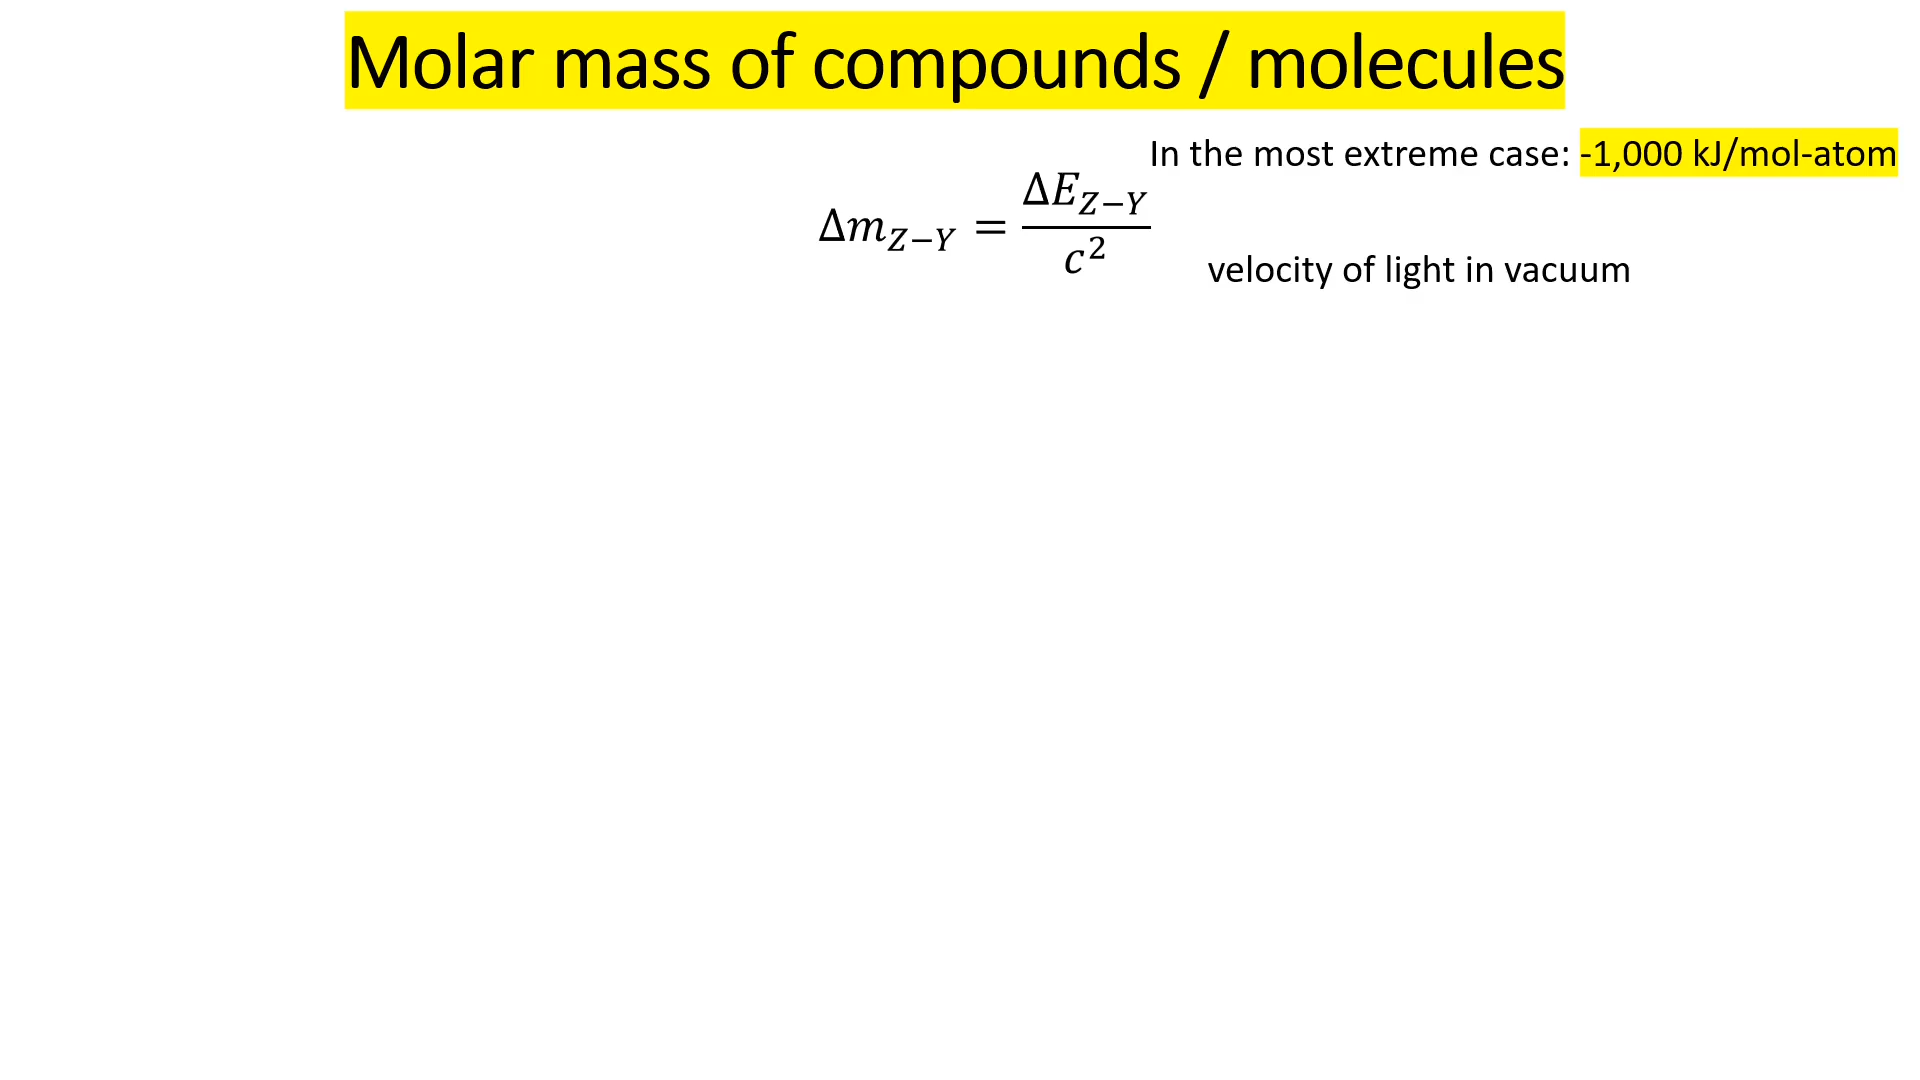 Molar mass of compounds / molecules
In the most extreme case: -1,000 kJ/mol-atom
Δm_{Z−Y} = ΔE_{Z−Y} / c²
velocity of light in vacuum